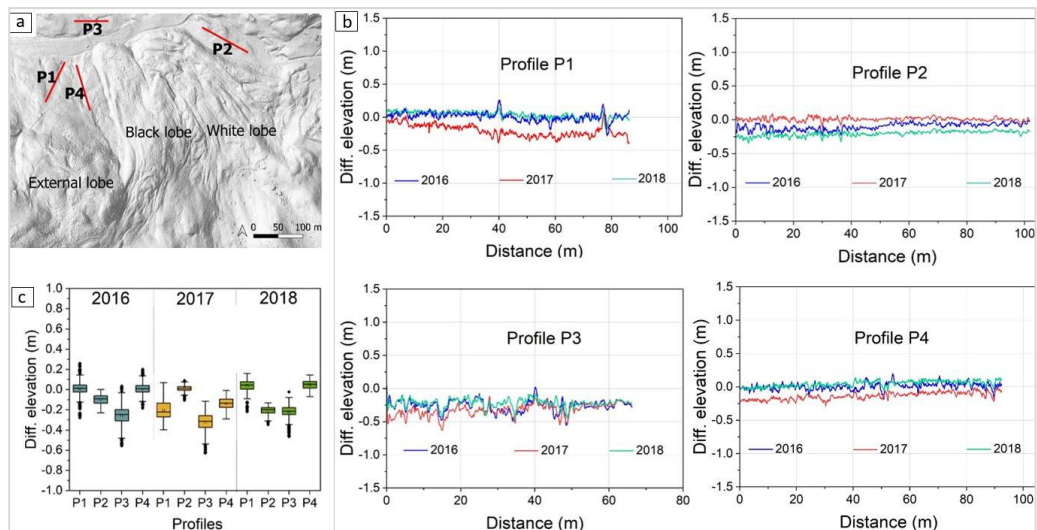 a
P3
P2
P1
P4
Black lobe
White lobe
External lobe
0 50 100 m
b
Profile P1
Diff. elevation (m)
1.5
1.0
0.5
0.0
-0.5
-1.0
-1.5
2016 2017 2018
0 20 40 60 80 100
Distance (m)
Profile P2
Diff. elevation (m)
1.5
1.0
0.5
0.0
-0.5
-1.0
-1.5
2016 2017 2018
0 20 40 60 80 100
Distance (m)
c
2016 2017 2018
Diff. elevation (m)
1.0
0.8
0.6
0.4
0.2
0.0
-0.2
-0.4
-0.6
-0.8
-1.0
P1 P2 P3 P4 P1 P2 P3 P4 P1 P2 P3 P4
Profiles
Profile P3
Diff. elevation (m)
1.5
1.0
0.5
0.0
-0.5
-1.0
-1.5
2016 2017 2018
0 20 40 60 80
Distance (m)
Profile P4
Diff. elevation (m)
1.5
1.0
0.5
0.0
-0.5
-1.0
-1.5
2016 2017 2018
0 20 40 60 80 100
Distance (m)